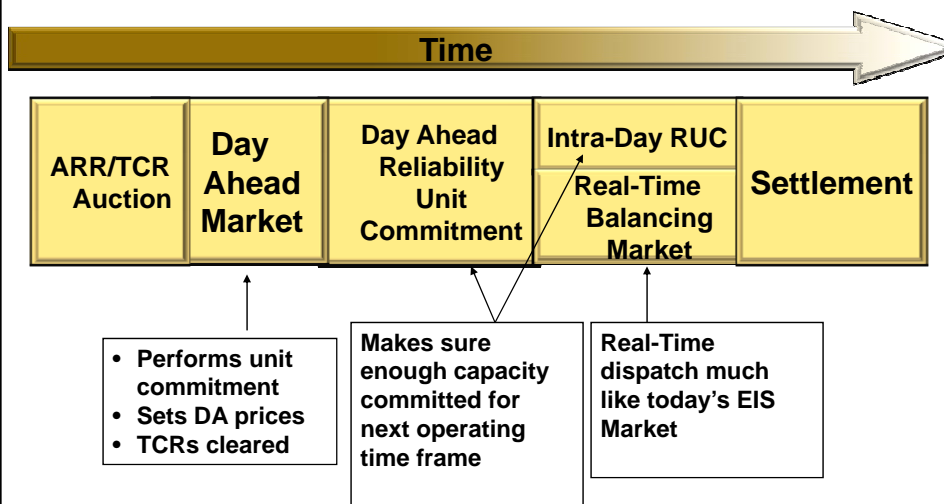 Time
ARR/TCR
Auction
Day
Ahead
Market
Day Ahead
Reliability
Unit
Commitment
Intra-Day RUC
Real-Time
Balancing
Market
Settlement
• Performs unit
commitment
• Sets DA prices
• TCRs cleared
Makes sure
enough capacity
committed for
next operating
time frame
Real-Time
dispatch much
like today’s EIS
Market